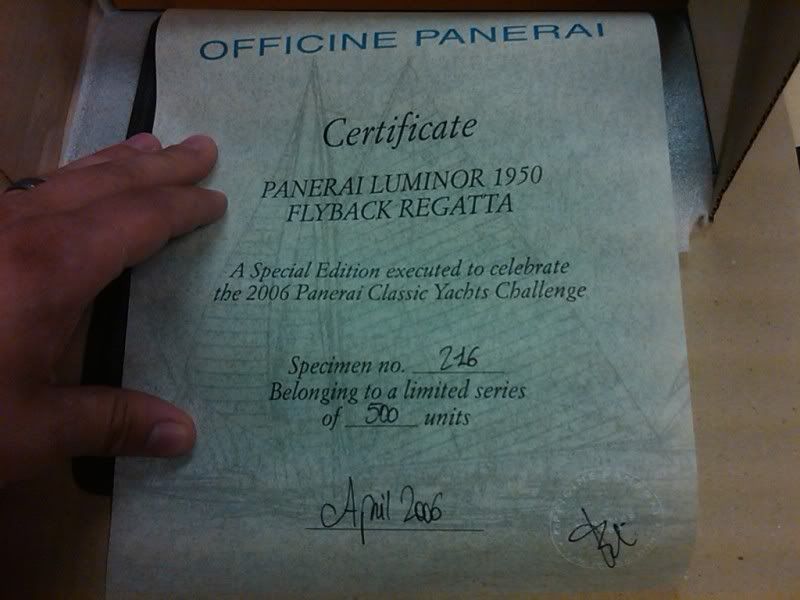 OFFICINE PANERAI
Certificate
PANERAI LUMINOR 1950
FLYBACK REGATTA
A Special Edition executed to celebrate
the 2006 Panerai Classic Yachts Challenge
Specimen no. 216
Belonging to a limited series
of 500 units
April 2006